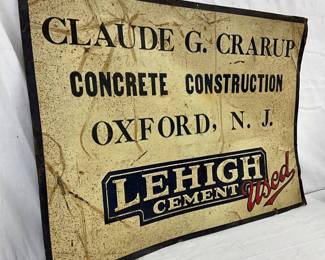 CLAUDE G. CRARUP
CONCRETE CONSTRUCTION
OXFORD, N. J.
LEHIGH
CEMENT Used